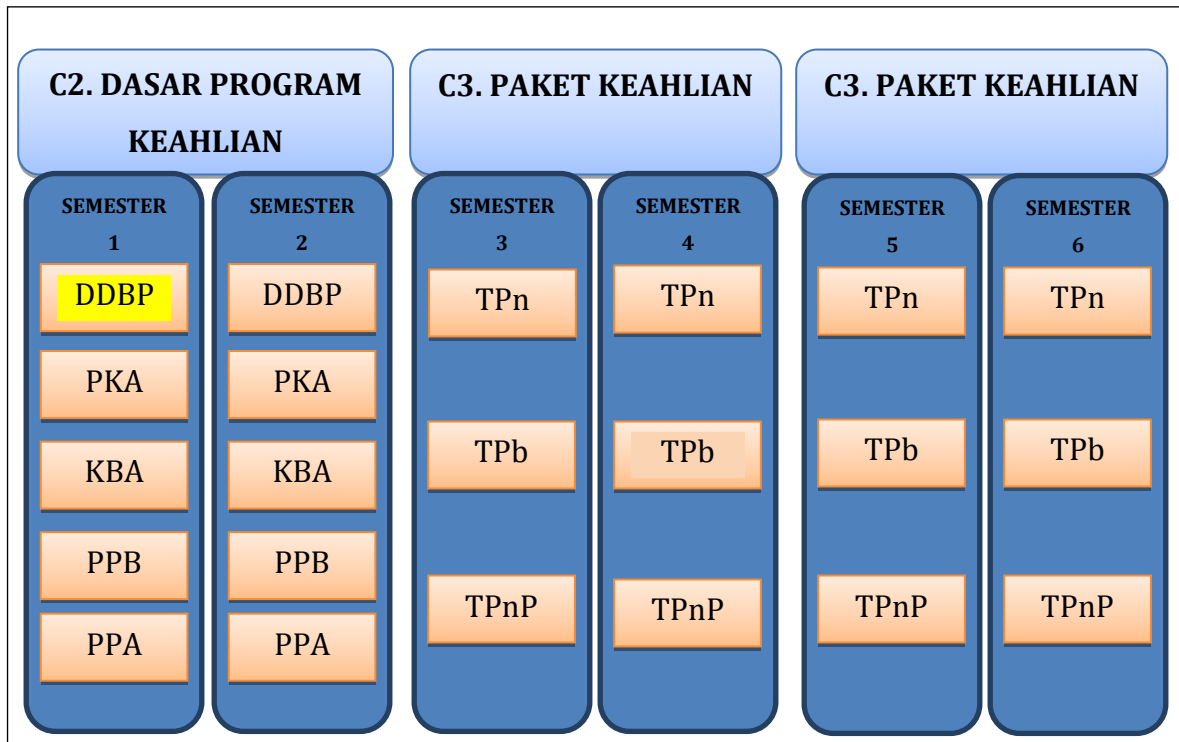 C2. DASAR PROGRAM
KEAHLIAN
SEMESTER
1
DDBP
PKA
KBA
PPB
PPA
SEMESTER
2
DDBP
PKA
KBA
PPB
PPA
C3. PAKET KEAHLIAN
SEMESTER
3
TPn
TPb
TPnP
SEMESTER
4
TPn
TPb
TPnP
C3. PAKET KEAHLIAN
SEMESTER
5
TPn
TPb
TPnP
SEMESTER
6
TPn
TPb
TPnP